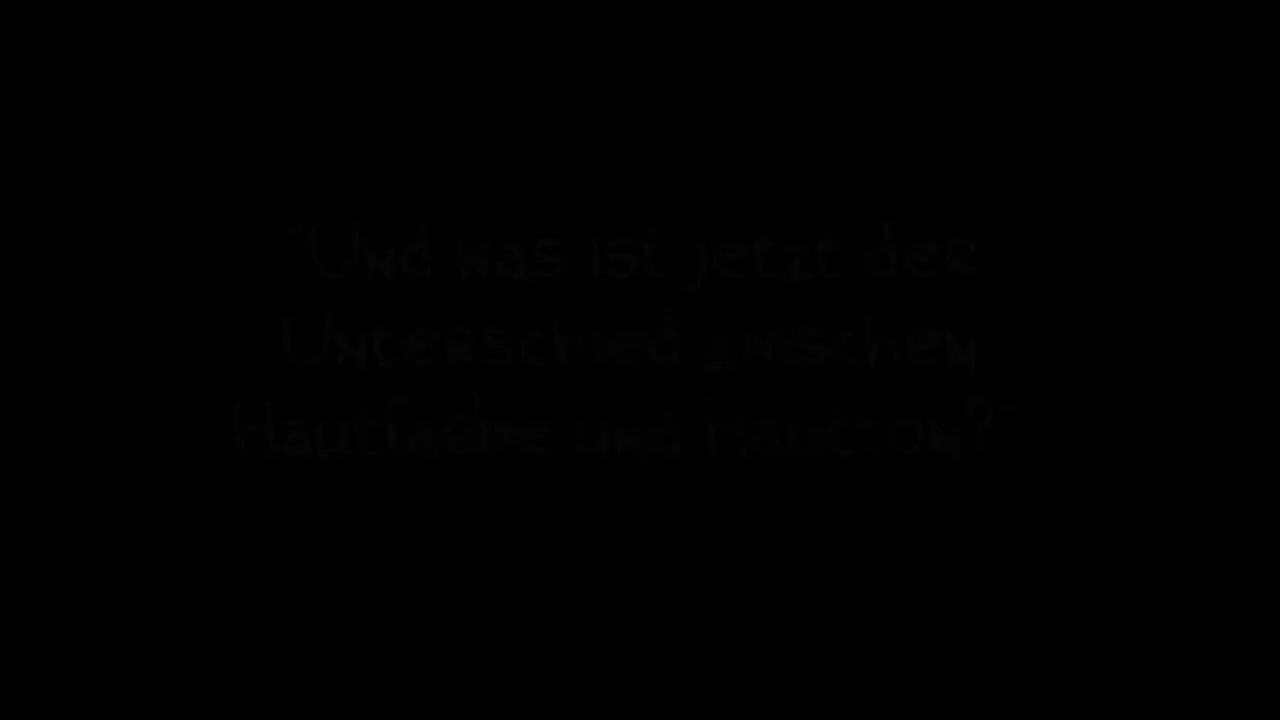 "Und was ist jetzt der
Unterschied zwischen
Hautfarbe und Hautton?"